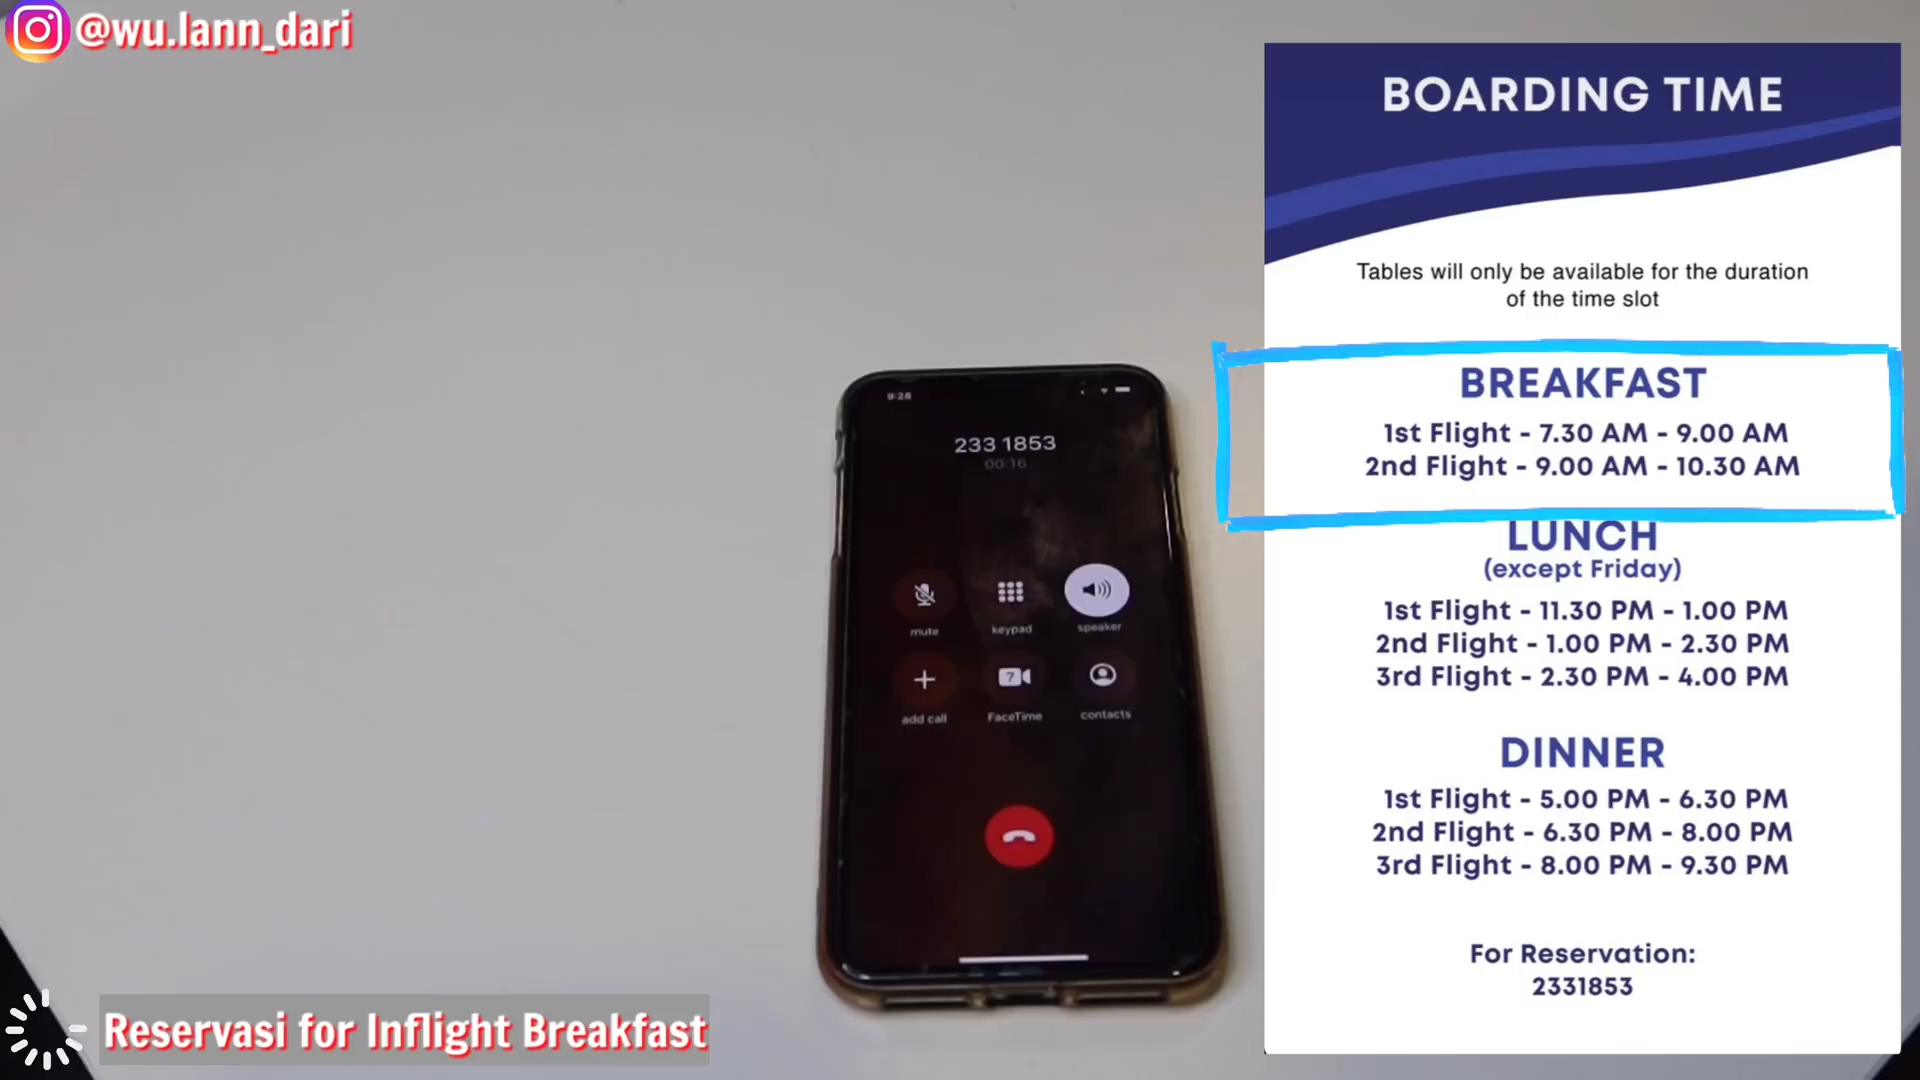 @wu.lann_dari
BOARDING TIME
Tables will only be available for the duration
of the time slot
BREAKFAST
1st Flight - 7.30 AM - 9.00 AM
2nd Flight - 9.00 AM - 10.30 AM
LUNCH
(except Friday)
1st Flight - 11.30 PM - 1.00 PM
2nd Flight - 1.00 PM - 2.30 PM
3rd Flight - 2.30 PM - 4.00 PM
DINNER
1st Flight - 5.00 PM - 6.30 PM
2nd Flight - 6.30 PM - 8.00 PM
3rd Flight - 8.00 PM - 9.30 PM
For Reservation:
2331853
9:28
233 1853
00:16
mute keypad speaker
add call FaceTime contacts
Reservasi for Inflight Breakfast